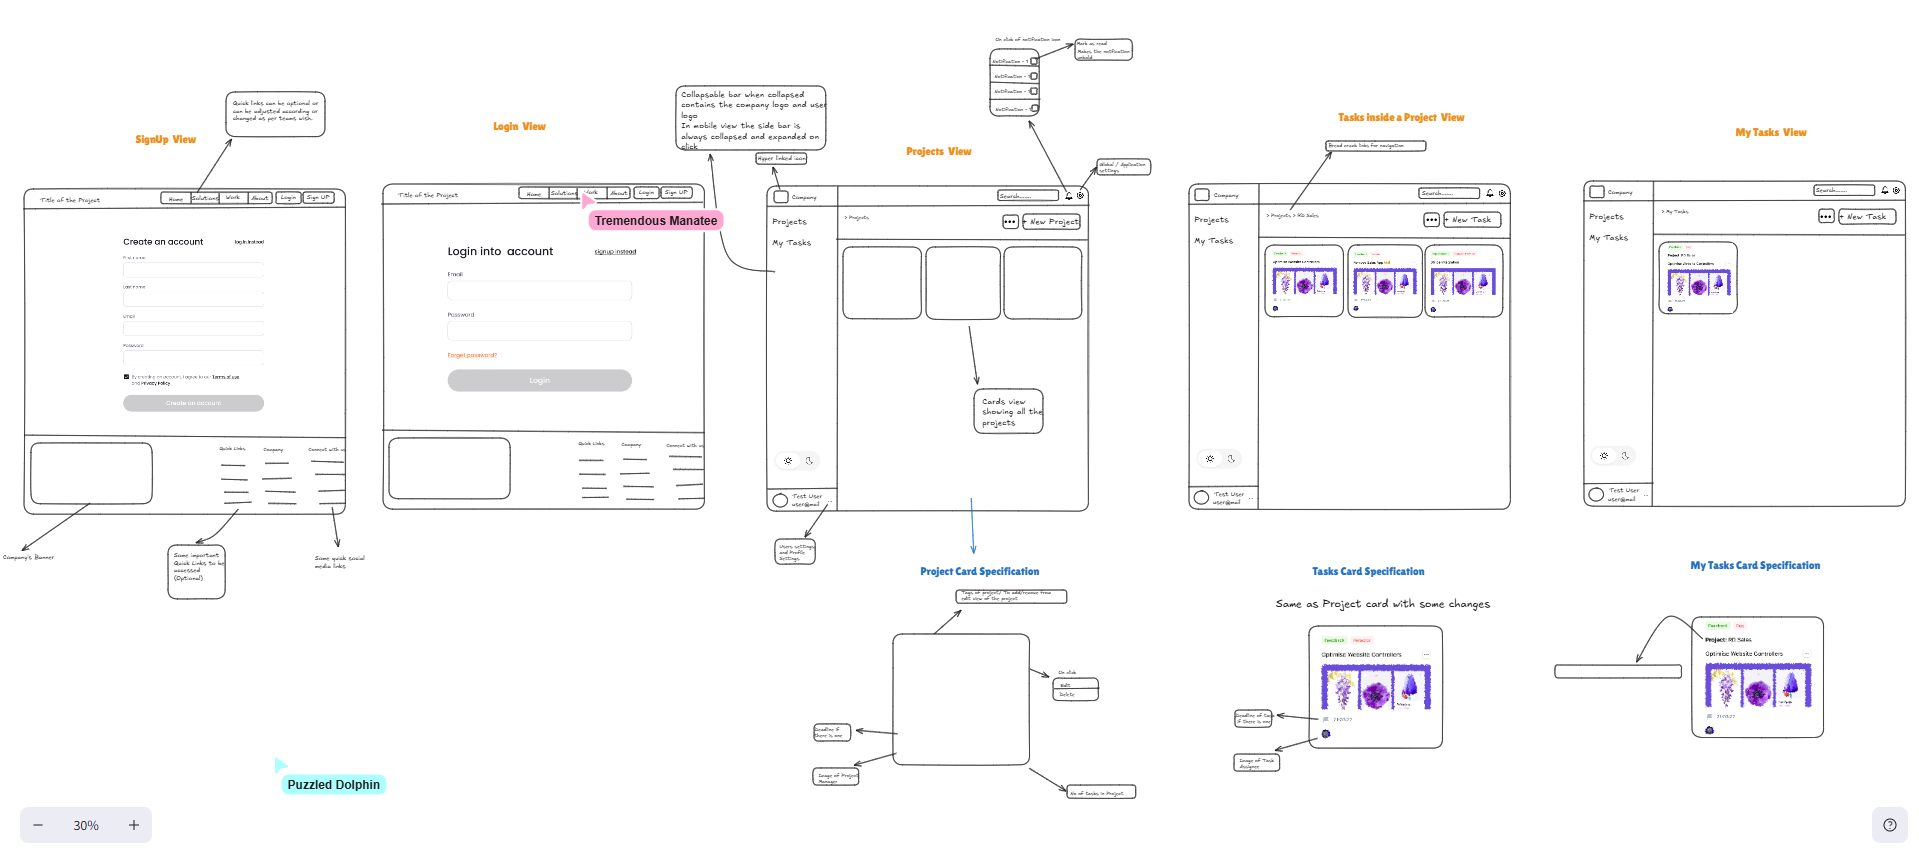 On click of notification icon
Mark as read
Makes the notification
unbold
Notification - 1
Notification -
Notification -
Notification -
Collapsable bar when collapsed
contains the company logo and user
logo
In mobile view the side bar is
always collapsed and expanded on
click
Hyper linked icon
Quick links can be optional or
can be adjusted according or
changed as per teams wish.
SignUp View
Title of the Project
Home
Solutions
Work
About
Login
Sign UP
Create an account
log in instead
First name
Last name
Email
Password
By creating an account, I agree to our Terms of use
and Privacy Policy
Create an account
Quick Links
Company
Connect with us
Company's Banner
Some important
Quick Links to be
accessed
(Optional)
Some quick social
media links
Login View
Title of the Project
Home
Solutions
Work
About
Login
Sign UP
Tremendous Manatee
Login into account
signup instead
Email
Password
Forget password?
Login
Quick Links
Company
Connect with us
Puzzled Dolphin
Projects View
Global / Application
settings
Company
Search.......
Projects
My Tasks
> Projects
+ New Project
Cards view
showing all the
projects
Test User
user@mail
Users settings
and Profile
Settings
Project Card Specification
Tags of project/ To add/remove from
edit view of the project
On click
Edit
Delete
Deadline if
there is one
Image of Project
Manager
No of tasks in Project
Tasks inside a Project View
Bread crumb links for navigation
Company
Search.......
Projects
My Tasks
> Projects > RD Sales
+ New Task
Optimise Website Controllers
Test User
user@mail
Tasks Card Specification
Same as Project card with some changes
Feedback
Optimise Website Controllers
Deadline of task
if there is one
Image of Task
Assignee
My Tasks View
Company
Search.......
Projects
My Tasks
> My Tasks
+ New Task
Project: RD Sales
Optimise Website Controllers
Test User
user@mail
My Tasks Card Specification
Feedback
Bug
Project: RD Sales
Optimise Website Controllers
30%